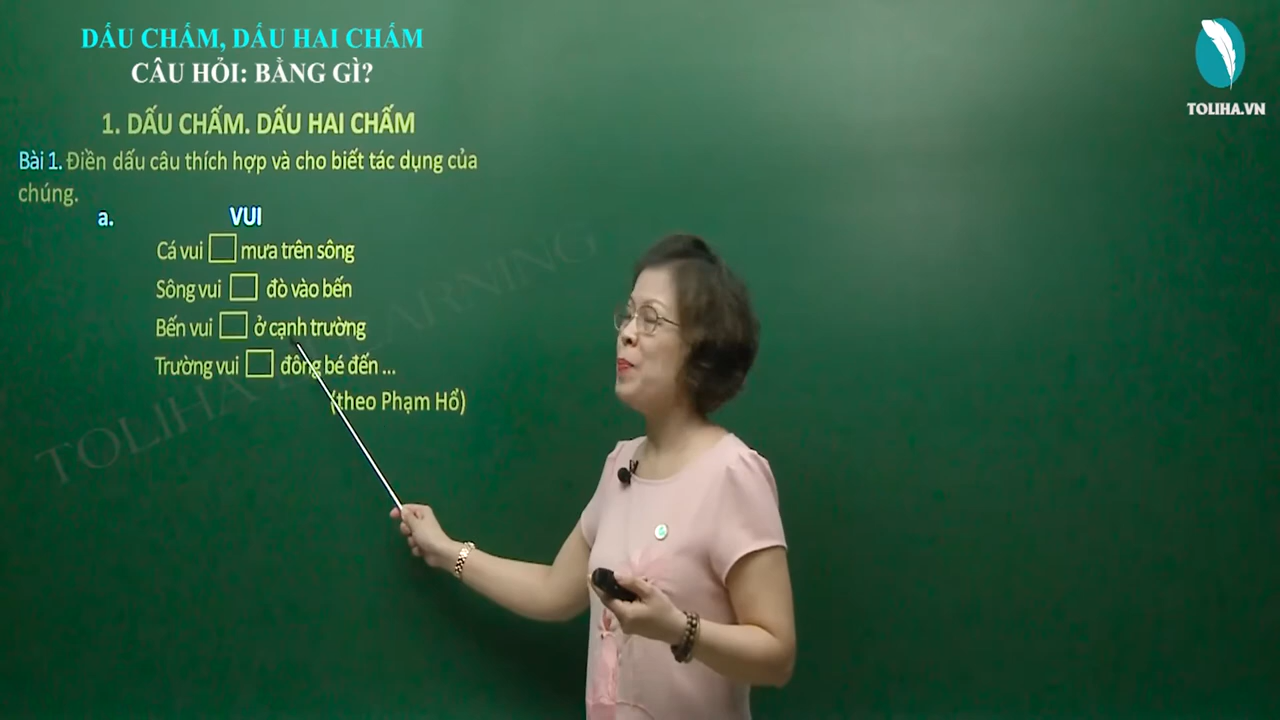 DẤU CHẤM, DẤU HAI CHẤM
CÂU HỎI: BẰNG GÌ?
TOLIHA.VN
1. DẤU CHẤM. DẤU HAI CHẤM
Bài 1. Điền dấu câu thích hợp và cho biết tác dụng của
chúng.
a. VUI
Cá vui □ mưa trên sông
Sông vui □ đò vào bến
Bến vui □ ở cạnh trường
Trường vui □ đông bé đến ...
(theo Phạm Hổ)
TOLIHA LEARNING